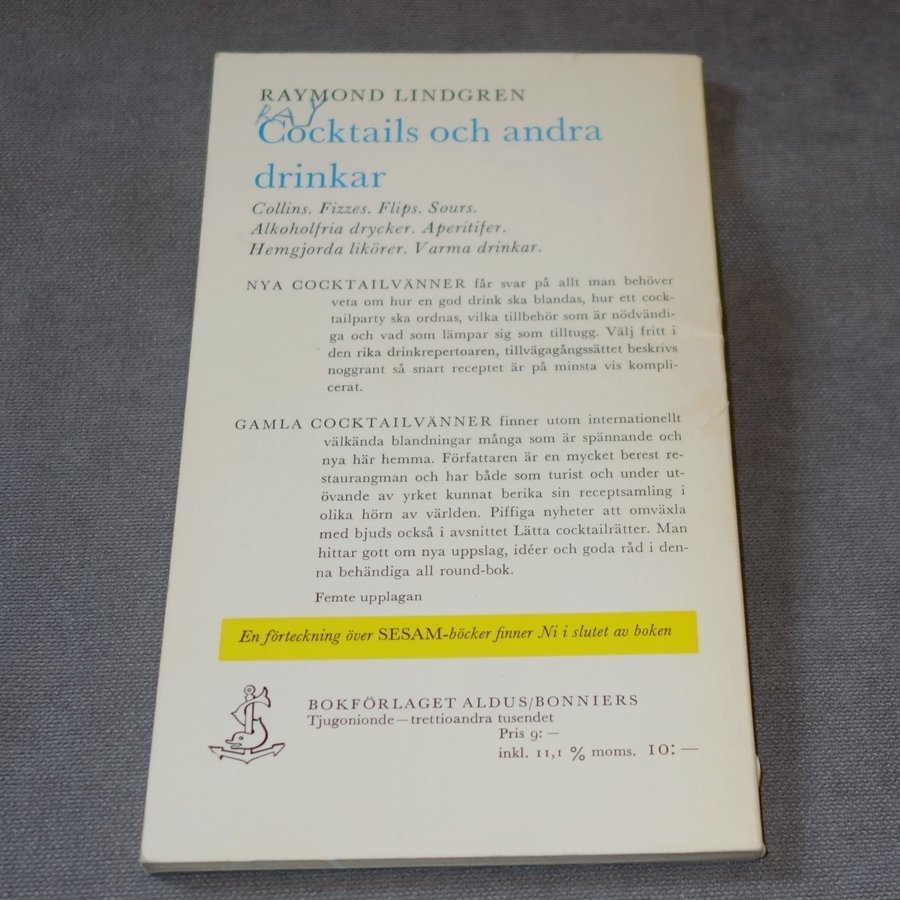 RAYMOND LINDGREN
RAY
Cocktails och andra
drinkar
Collins. Fizzes. Flips. Sours.
Alkoholfria drycker. Aperitifer.
Hemgjorda likörer. Varma drinkar.
NYA COCKTAILVÄNNER får svar på allt man behöver
veta om hur en god drink ska blandas, hur ett cock-
tailparty ska ordnas, vilka tillbehör som är nödvändi-
ga och vad som lämpar sig som tilltugg. Välj fritt i
den rika drinkrepertoaren, tillvägagångssättet beskrivs
noggrant så snart receptet är på minsta vis kompli-
cerat.
GAMLA COCKTAILVÄNNER finner utom internationellt
välkända blandningar många som är spännande och
nya här hemma. Författaren är en mycket berest re-
staurangman och har både som turist och under ut-
övande av yrket kunnat berika sin receptsamling i
olika hörn av världen. Piffiga nyheter att omväxla
med bjuds också i avsnittet Lätta cocktailrätter. Man
hittar gott om nya uppslag, idéer och goda råd i den-
na behändiga all round-bok.
Femte upplagan
En förteckning över SESAM-böcker finner Ni i slutet av boken
BOKFÖRLAGET ALDUS/BONNIERS
Tjugonionde—trettioandra tusendet
Pris 9: —
inkl. 11,1 % moms. 10: —